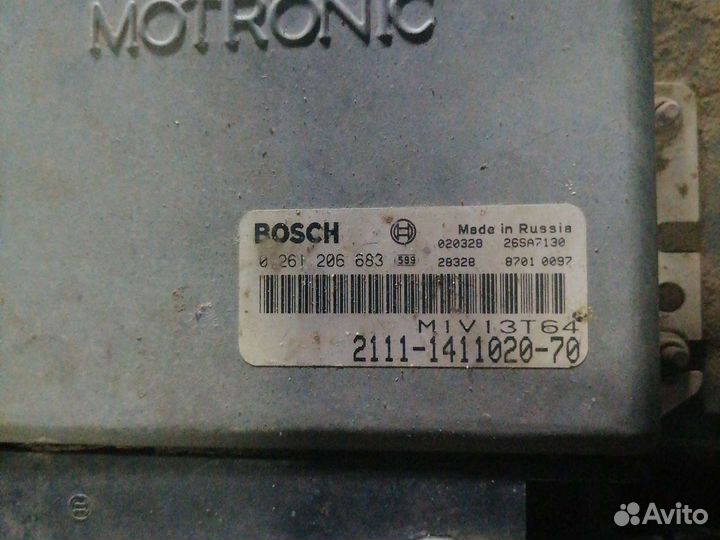 MOTRONIC
BOSCH Made in Russia
020328 26SA7130
0 261 206 683 599 28328 8701 0097
M1V13T64
2111-1411020-70
Avito